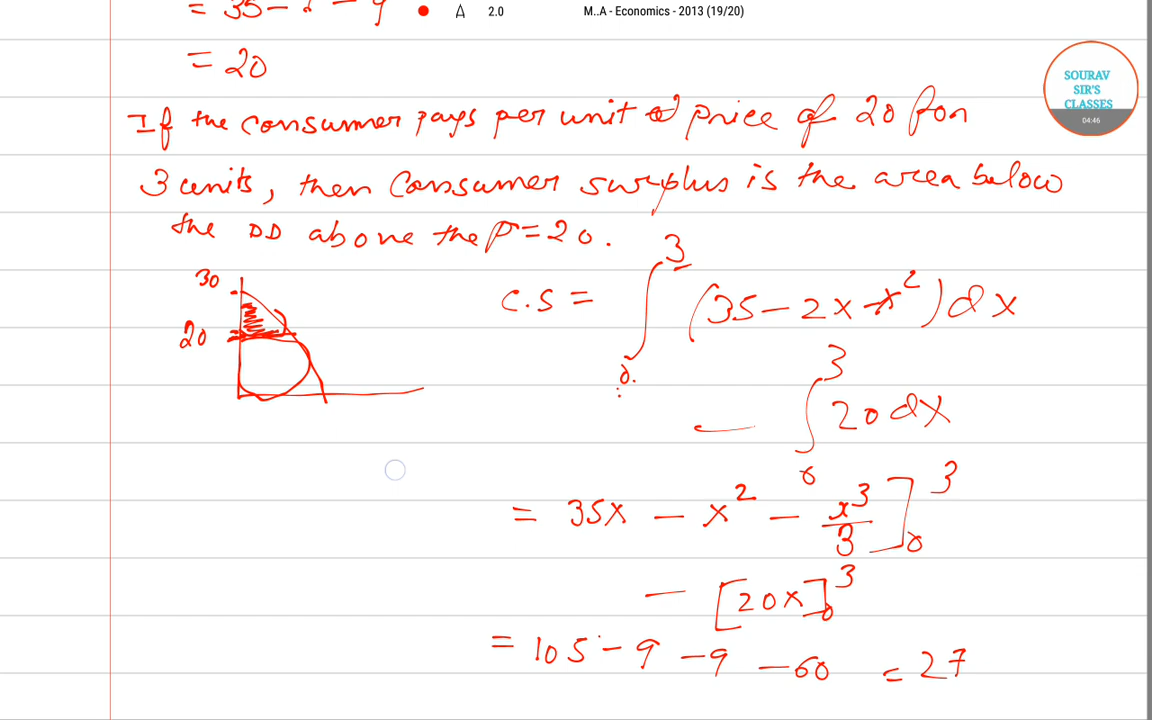 = 35 - 
A 2.0 M..A - Economics - 2013 (19/20)
= 20
SOURAV
SIR'S
CLASSES
04:46
If the consumer pays per unit price of 20 for
3 units, then Consumer surplus is the area below
the DD above the P = 20.
30
20
C.S = ∫₀³ (35 - 2x - x²) dx
- ∫₀³ 20 dx
= 35x - x² - x³/3 ]₀³
- [20x]₀³
= 105 - 9 - 9 - 60 = 27